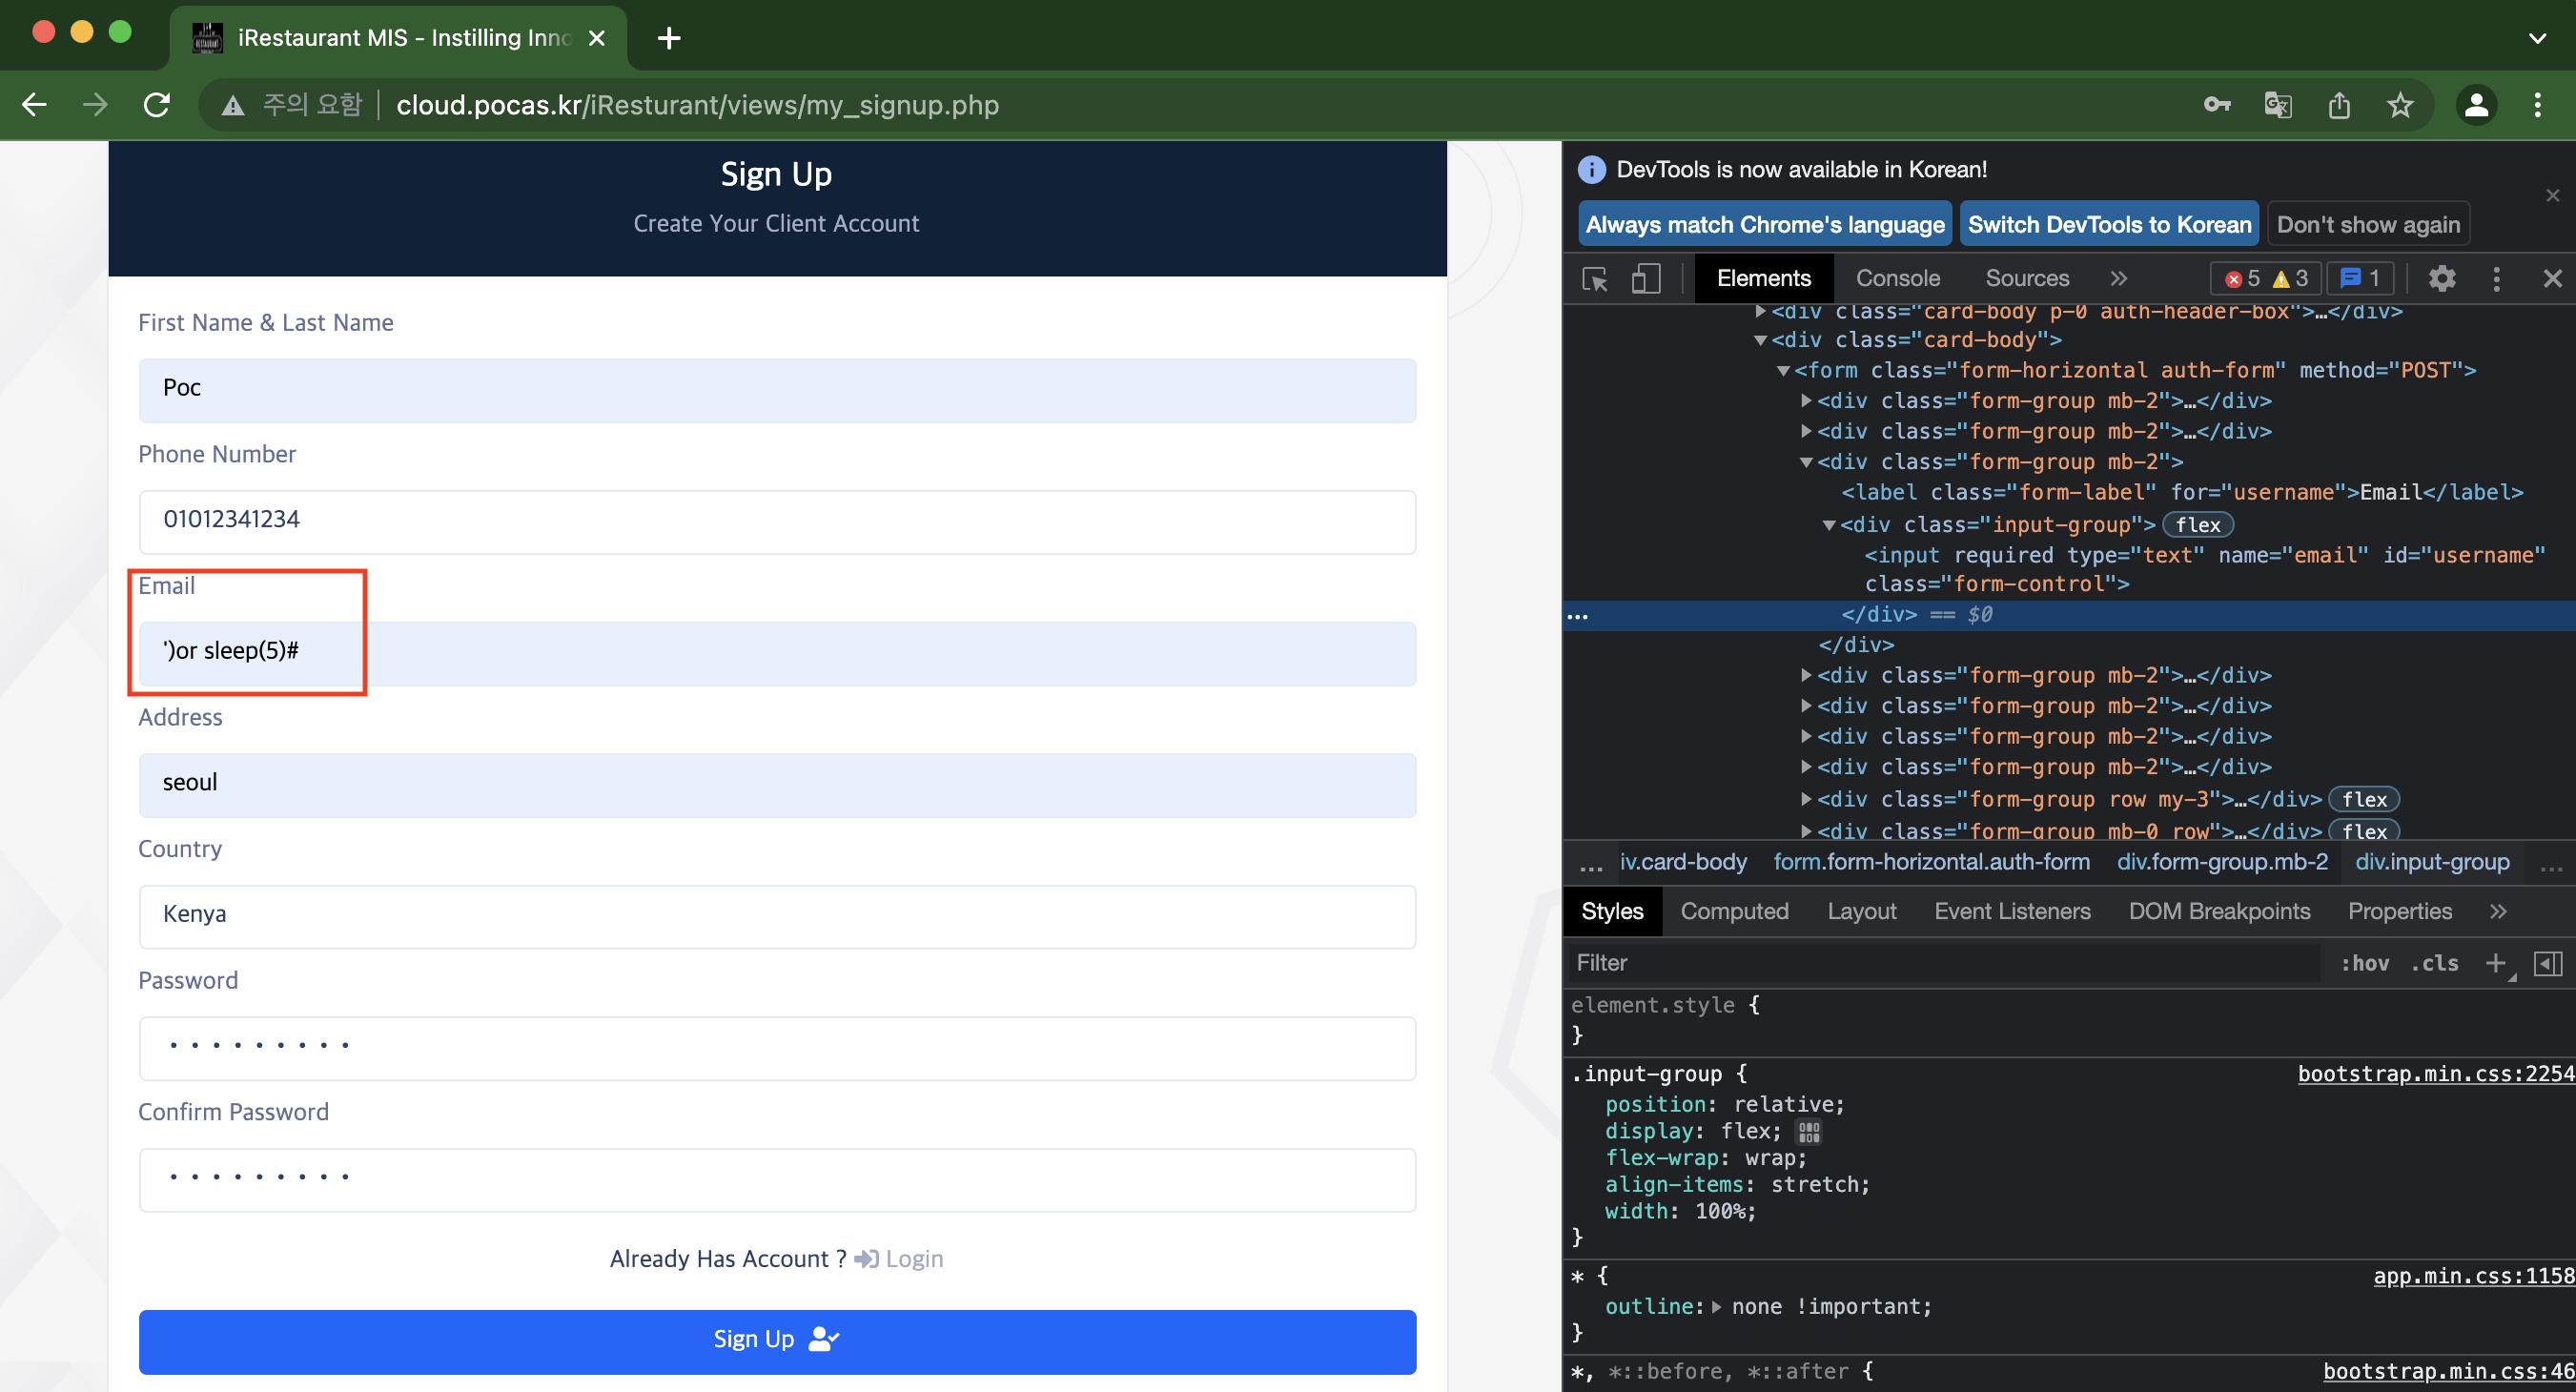 iRestaurant MIS - Instilling Inno
주의 요함 cloud.pocas.kr/iResturant/views/my_signup.php
Sign Up
Create Your Client Account
First Name & Last Name
Poc
Phone Number
01012341234
Email
')or sleep(5)#
Address
seoul
Country
Kenya
Password
• • • • • • • • •
Confirm Password
• • • • • • • • •
Already Has Account ? Login
Sign Up
DevTools is now available in Korean!
Always match Chrome's language Switch DevTools to Korean Don't show again
Elements Console Sources » 5 3 1
<div class="card-body p-0 auth-header-box">…</div>
<div class="card-body">
<form class="form-horizontal auth-form" method="POST">
<div class="form-group mb-2">…</div>
<div class="form-group mb-2">…</div>
<div class="form-group mb-2">
<label class="form-label" for="username">Email</label>
<div class="input-group"> flex
<input required type="text" name="email" id="username"
class="form-control">
</div> == $0
</div>
<div class="form-group mb-2">…</div>
<div class="form-group mb-2">…</div>
<div class="form-group mb-2">…</div>
<div class="form-group mb-2">…</div>
<div class="form-group row my-3">…</div> flex
<div class="form-group mb-0 row">…</div> flex
... iv.card-body form.form-horizontal.auth-form div.form-group.mb-2 div.input-group ...
Styles Computed Layout Event Listeners DOM Breakpoints Properties »
Filter :hov .cls +
element.style {
}
.input-group { bootstrap.min.css:2254
position: relative;
display: flex;
flex-wrap: wrap;
align-items: stretch;
width: 100%;
}
* { app.min.css:1158
outline: none !important;
}
*, *::before, *::after { bootstrap.min.css:46